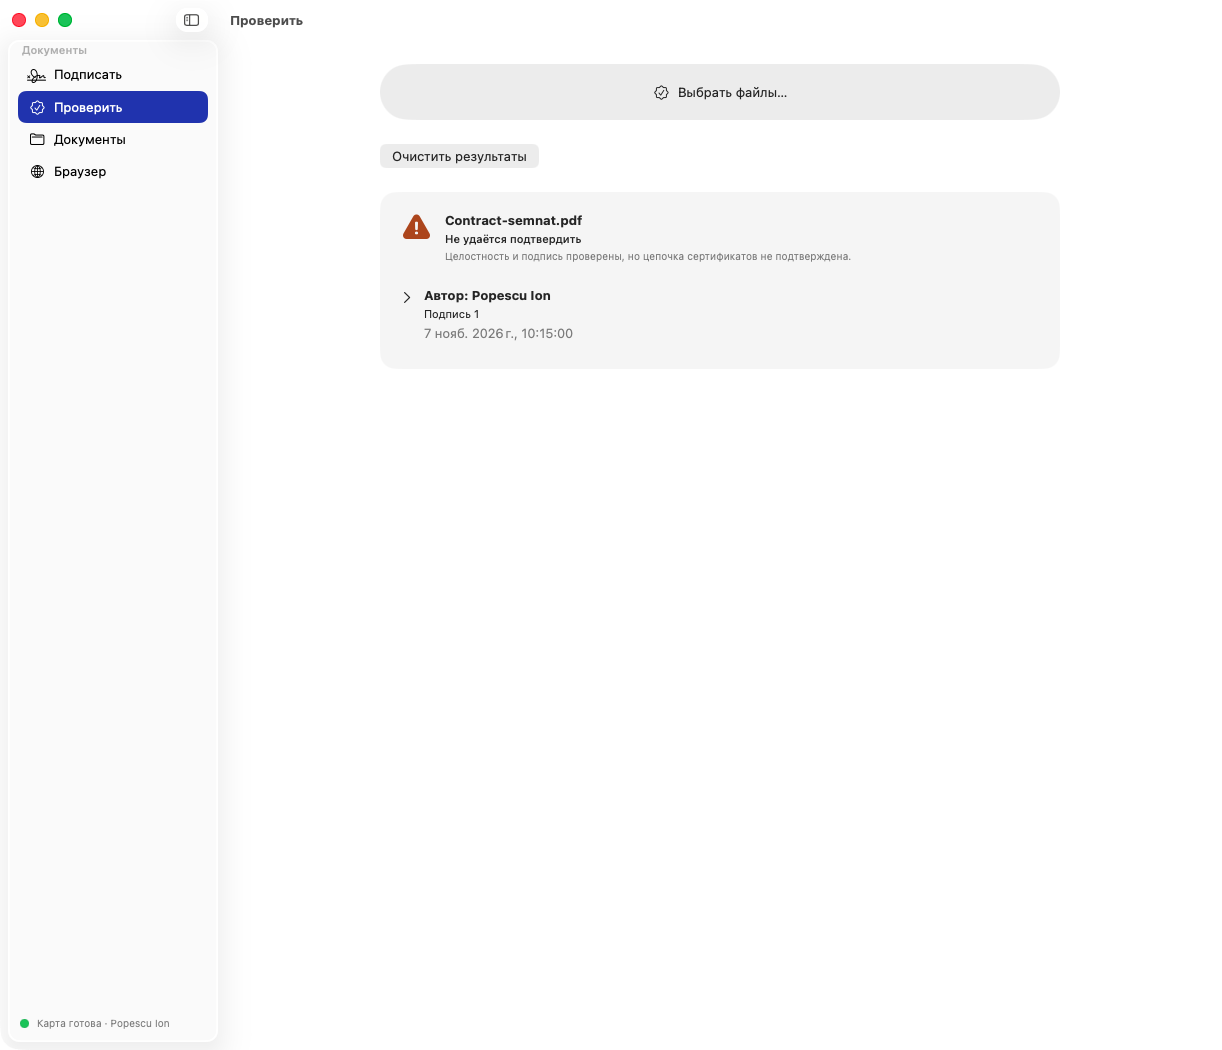 Проверить
Документы
Подписать
Проверить
Документы
Браузер
Выбрать файлы...
Очистить результаты
Contract-semnat.pdf
Не удаётся подтвердить
Целостность и подпись проверены, но цепочка сертификатов не подтверждена.
Автор: Popescu Ion
Подпись 1
7 нояб. 2026 г., 10:15:00
Карта готова · Popescu Ion